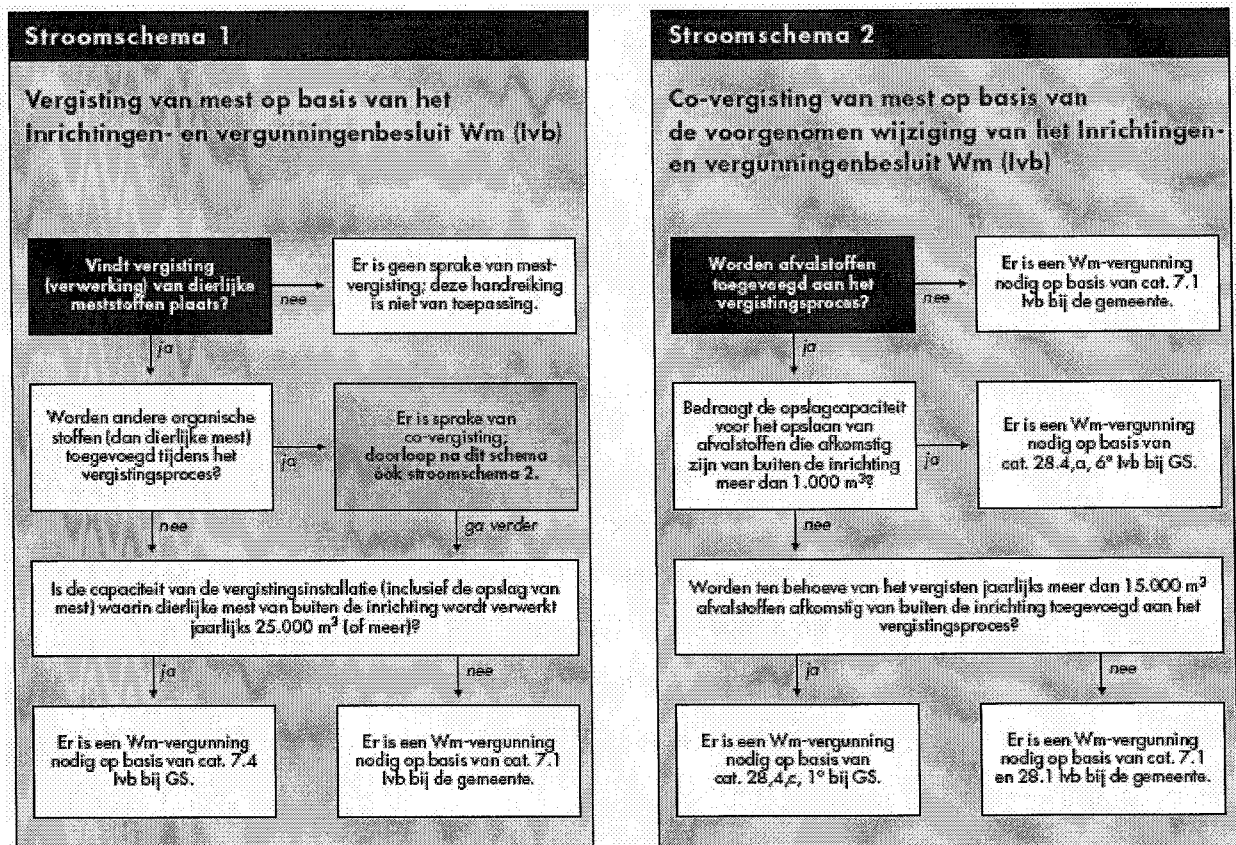 Stroomschema 1
Vergisting van mest op basis van het
Inrichtingen- en vergunningenbesluit Wm (Ivb)
Vindt vergisting
(verwerking) van dierlijke
meststoffen plaats?
nee
Er is geen sprake van mest-
vergisting; deze handreiking
is niet van toepassing.
ja
Worden andere organische
stoffen (dan dierlijke mest)
toegevoegd tijdens het
vergistingsproces?
ja
Er is sprake van
co-vergisting;
doorloop na dit schema
óók stroomschema 2.
nee
ga verder
Is de capaciteit van de vergistingsinstallatie (inclusief de opslag van
mest) waarin dierlijke mest van buiten de inrichting wordt verwerkt
jaarlijks 25.000 m³ (of meer)?
ja
nee
Er is een Wm-vergunning
nodig op basis van cat. 7.4
Ivb bij GS.
Er is een Wm-vergunning
nodig op basis van cat. 7.1
Ivb bij de gemeente.
Stroomschema 2
Co-vergisting van mest op basis van
de voorgenomen wijziging van het Inrichtingen-
en vergunningenbesluit Wm (Ivb)
Worden afvalstoffen
toegevoegd aan het
vergistingsproces?
nee
Er is een Wm-vergunning
nodig op basis van cat. 7.1
Ivb bij de gemeente.
ja
Bedraagt de opslagcapaciteit
voor het opslaan van
afvalstoffen die afkomstig
zijn van buiten de inrichting
meer dan 1.000 m³?
ja
Er is een Wm-vergunning
nodig op basis van
cat. 28.4,a, 6° Ivb bij GS.
nee
Worden ten behoeve van het vergisten jaarlijks meer dan 15.000 m³
afvalstoffen afkomstig van buiten de inrichting toegevoegd aan het
vergistingsproces?
ja
nee
Er is een Wm-vergunning
nodig op basis van
cat. 28,4,c, 1° bij GS.
Er is een Wm-vergunning
nodig op basis van cat. 7.1
en 28.1 Ivb bij de gemeente.